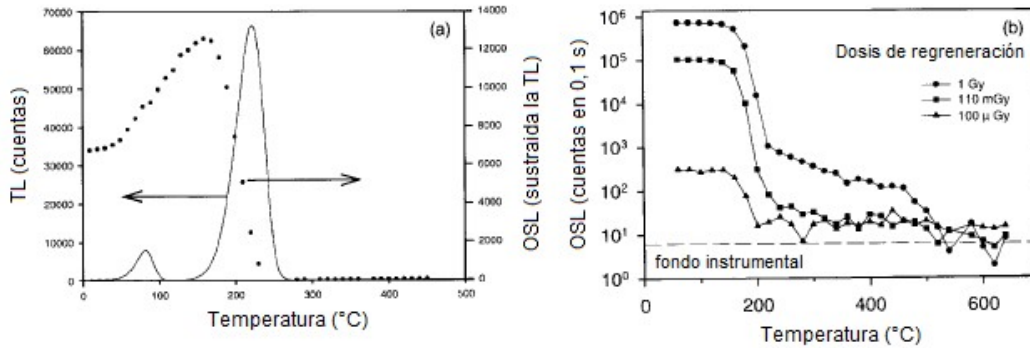 (a)
TL (cuentas)
70000
60000
50000
40000
30000
20000
10000
0
0 100 200 300 400 500
Temperatura (°C)
14000
12000
10000
8000
6000
4000
2000
0
OSL (sustraida la TL)
(b)
OSL (cuentas en 0,1 s)
10⁶
10⁵
10⁴
10³
10²
10¹
10⁰
Dosis de regreneración
1 Gy
110 mGy
100 µ Gy
fondo instrumental
0 200 400 600
Temperatura (°C)